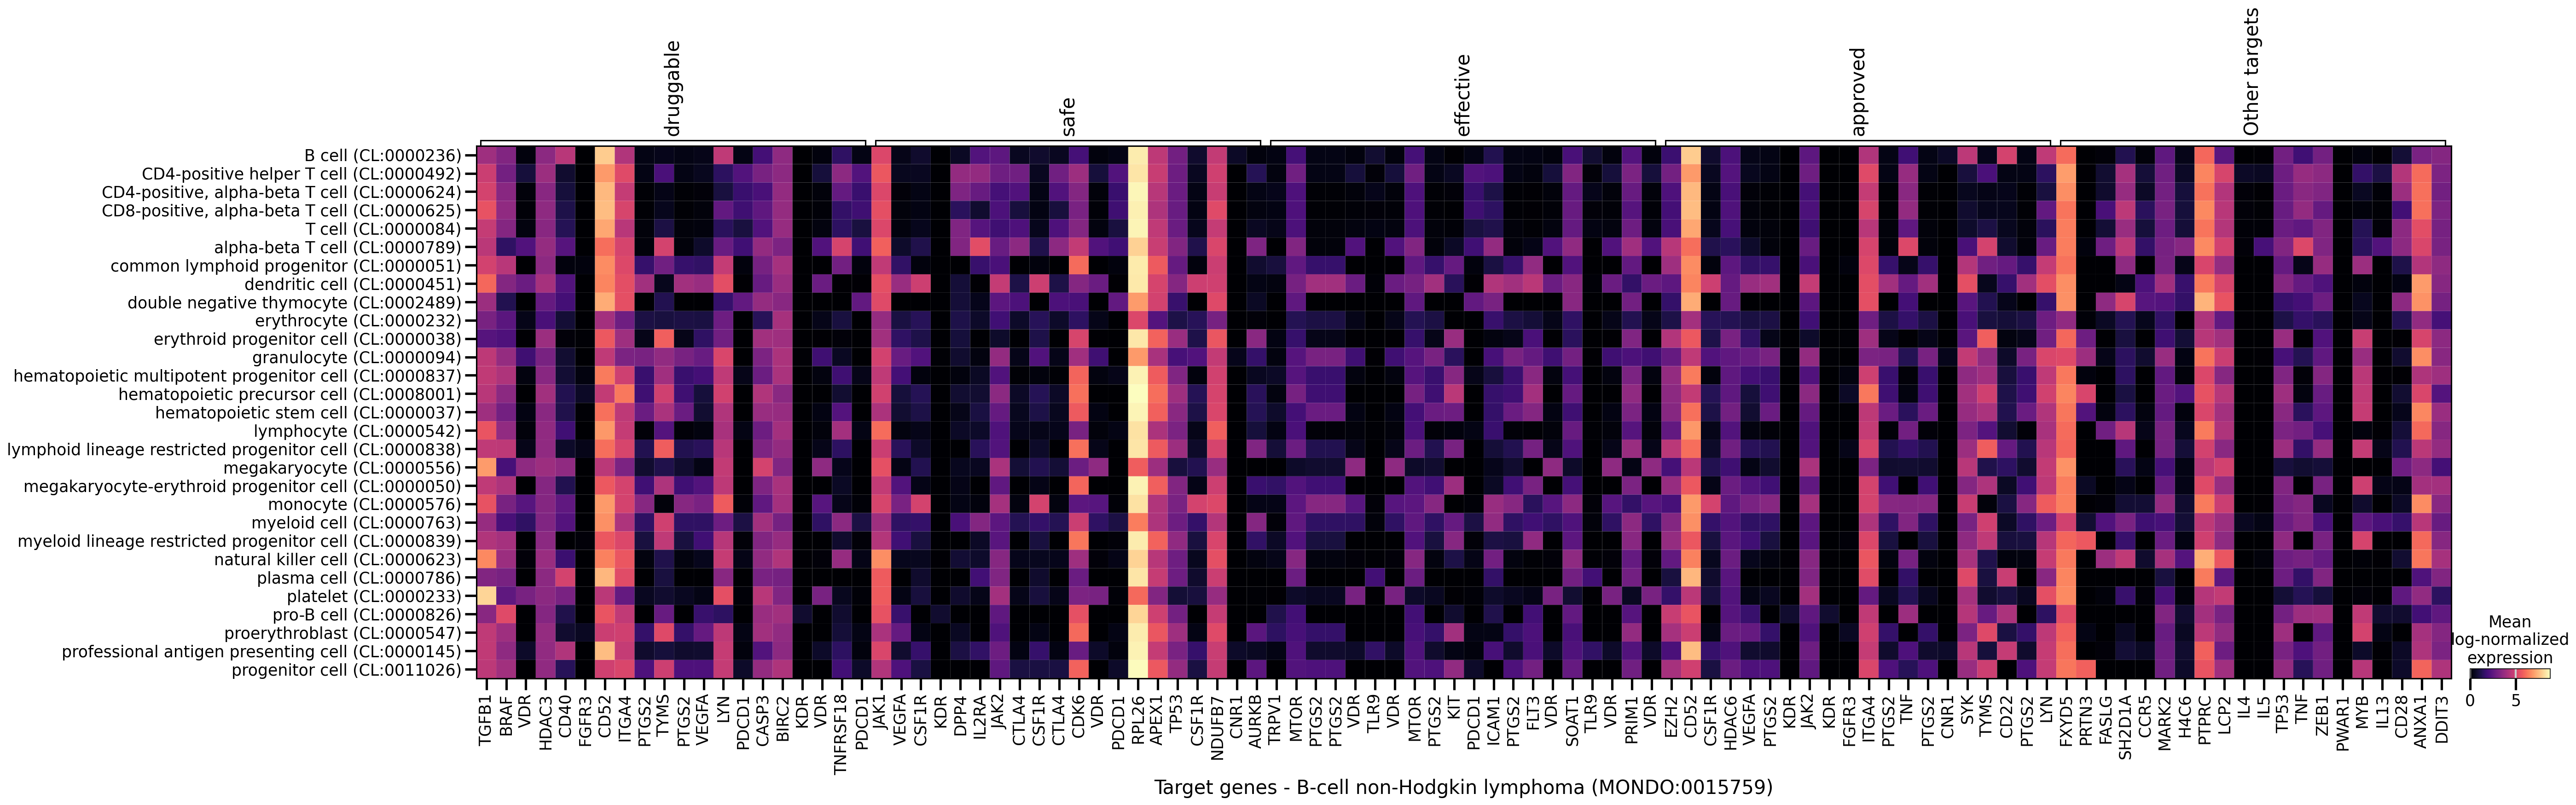 druggable
safe
effective
approved
Other targets
B cell (CL:0000236)
CD4-positive helper T cell (CL:0000492)
CD4-positive, alpha-beta T cell (CL:0000624)
CD8-positive, alpha-beta T cell (CL:0000625)
T cell (CL:0000084)
alpha-beta T cell (CL:0000789)
common lymphoid progenitor (CL:0000051)
dendritic cell (CL:0000451)
double negative thymocyte (CL:0002489)
erythrocyte (CL:0000232)
erythroid progenitor cell (CL:0000038)
granulocyte (CL:0000094)
hematopoietic multipotent progenitor cell (CL:0000837)
hematopoietic precursor cell (CL:0008001)
hematopoietic stem cell (CL:0000037)
lymphocyte (CL:0000542)
lymphoid lineage restricted progenitor cell (CL:0000838)
megakaryocyte (CL:0000556)
megakaryocyte-erythroid progenitor cell (CL:0000050)
monocyte (CL:0000576)
myeloid cell (CL:0000763)
myeloid lineage restricted progenitor cell (CL:0000839)
natural killer cell (CL:0000623)
plasma cell (CL:0000786)
platelet (CL:0000233)
pro-B cell (CL:0000826)
proerythroblast (CL:0000547)
professional antigen presenting cell (CL:0000145)
progenitor cell (CL:0011026)
TGFB1
BRAF
VDR
HDAC3
CD40
FGFR3
CD52
ITGA4
PTGS2
TYMS
PTGS2
VEGFA
LYN
PDCD1
CASP3
BIRC2
KDR
VDR
TNFRSF18
PDCD1
JAK1
VEGFA
CSF1R
KDR
DPP4
IL2RA
JAK2
CTLA4
CSF1R
CTLA4
CDK6
VDR
PDCD1
RPL26
APEX1
TP53
CSF1R
NDUFB7
CNR1
AURKB
TRPV1
MTOR
PTGS2
PTGS2
VDR
TLR9
VDR
MTOR
PTGS2
KIT
PDCD1
ICAM1
PTGS2
FLT3
VDR
SOAT1
TLR9
VDR
PRIM1
VDR
EZH2
CD52
CSF1R
HDAC6
VEGFA
PTGS2
KDR
JAK2
KDR
FGFR3
ITGA4
PTGS2
TNF
PTGS2
CNR1
SYK
TYMS
CD22
PTGS2
LYN
FXYD5
PRTN3
FASLG
SH2D1A
CCR5
MARK2
H4C6
PTPRC
LCP2
IL4
IL5
TP53
TNF
ZEB1
PWAR1
MYB
IL13
CD28
ANXA1
DDIT3
Target genes - B-cell non-Hodgkin lymphoma (MONDO:0015759)
Mean
log-normalized
expression
0 5